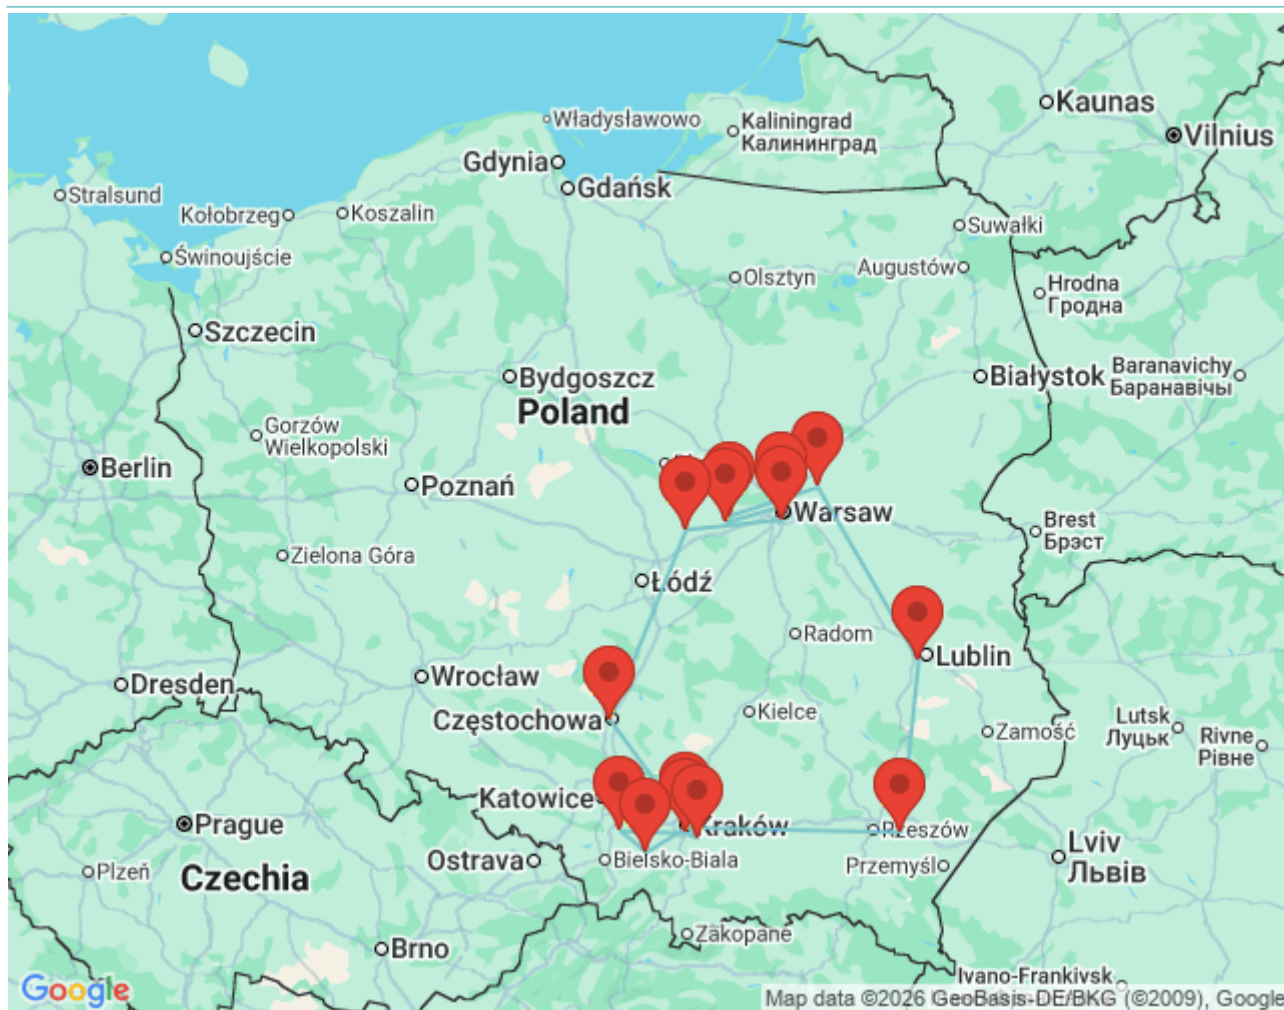 Władysławowo
Kaliningrad
Калининград
Kaunas
Vilnius
Gdynia
Gdańsk
Stralsund
Kołobrzeg
Koszalin
Suwałki
Świnoujście
Olsztyn
Augustów
Hrodna
Гродна
Szczecin
Bydgoszcz
Poland
Białystok
Baranavichy
Баранавічы
Gorzów
Wielkopolski
Berlin
Poznań
Warsaw
Brest
Брэст
Zielona Góra
Łódź
Radom
Lublin
Dresden
Wrocław
Częstochowa
Kielce
Zamość
Lutsk
Луцьк
Rivne
Рівне
Katowice
Prague
Kraków
Rzeszów
Plzeń
Czechia
Ostrava
Bielsko-Biala
Przemyśl
Lviv
Львів
Brno
Zakopane
Ivano-Frankivsk
Google
Map data ©2026 GeoBasis-DE/BKG (©2009), Google